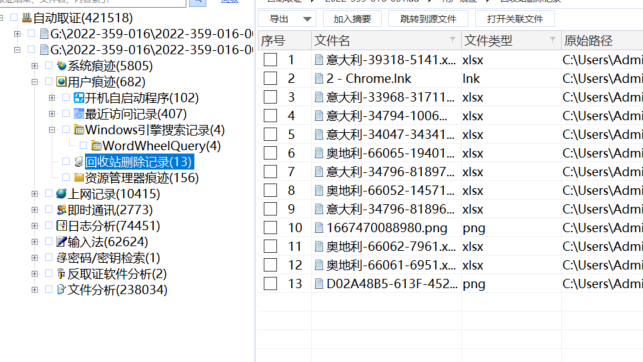 自动取证(421518)
G:\2022-359-016\2022-359-016-0
G:\2022-359-016\2022-359-016-0
系统痕迹(5805)
用户痕迹(682)
开机自启动程序(102)
最近访问记录(407)
Windows引擎搜索记录(4)
WordWheelQuery(4)
回收站删除记录(13)
资源管理器痕迹(156)
上网记录(10415)
即时通讯(2773)
日志分析(74451)
输入法(62624)
密码/密钥检索(1)
反取证软件分析(2)
文件分析(238034)
导出 加入摘要 跳转到源文件 打开关联文件
序号 文件名 文件类型 原始路径
1 意大利-39318-5141.x... xlsx C:\Users\Admi
2 2 - Chrome.lnk lnk C:\Users\Admi
3 意大利-33968-31711... xlsx C:\Users\Admi
4 意大利-34794-1006... xlsx C:\Users\Admi
5 意大利-34047-34341... xlsx C:\Users\Admi
6 奥地利-66065-19401... xlsx C:\Users\Admi
7 意大利-34796-81897... xlsx C:\Users\Admi
8 奥地利-66052-14571... xlsx C:\Users\Admi
9 意大利-34796-81896... xlsx C:\Users\Admi
10 1667470088980.png png C:\Users\Admi
11 奥地利-66062-7961.x... xlsx C:\Users\Admi
12 奥地利-66061-6951.x... xlsx C:\Users\Admi
13 D02A48B5-613F-452... png C:\Users\Admi